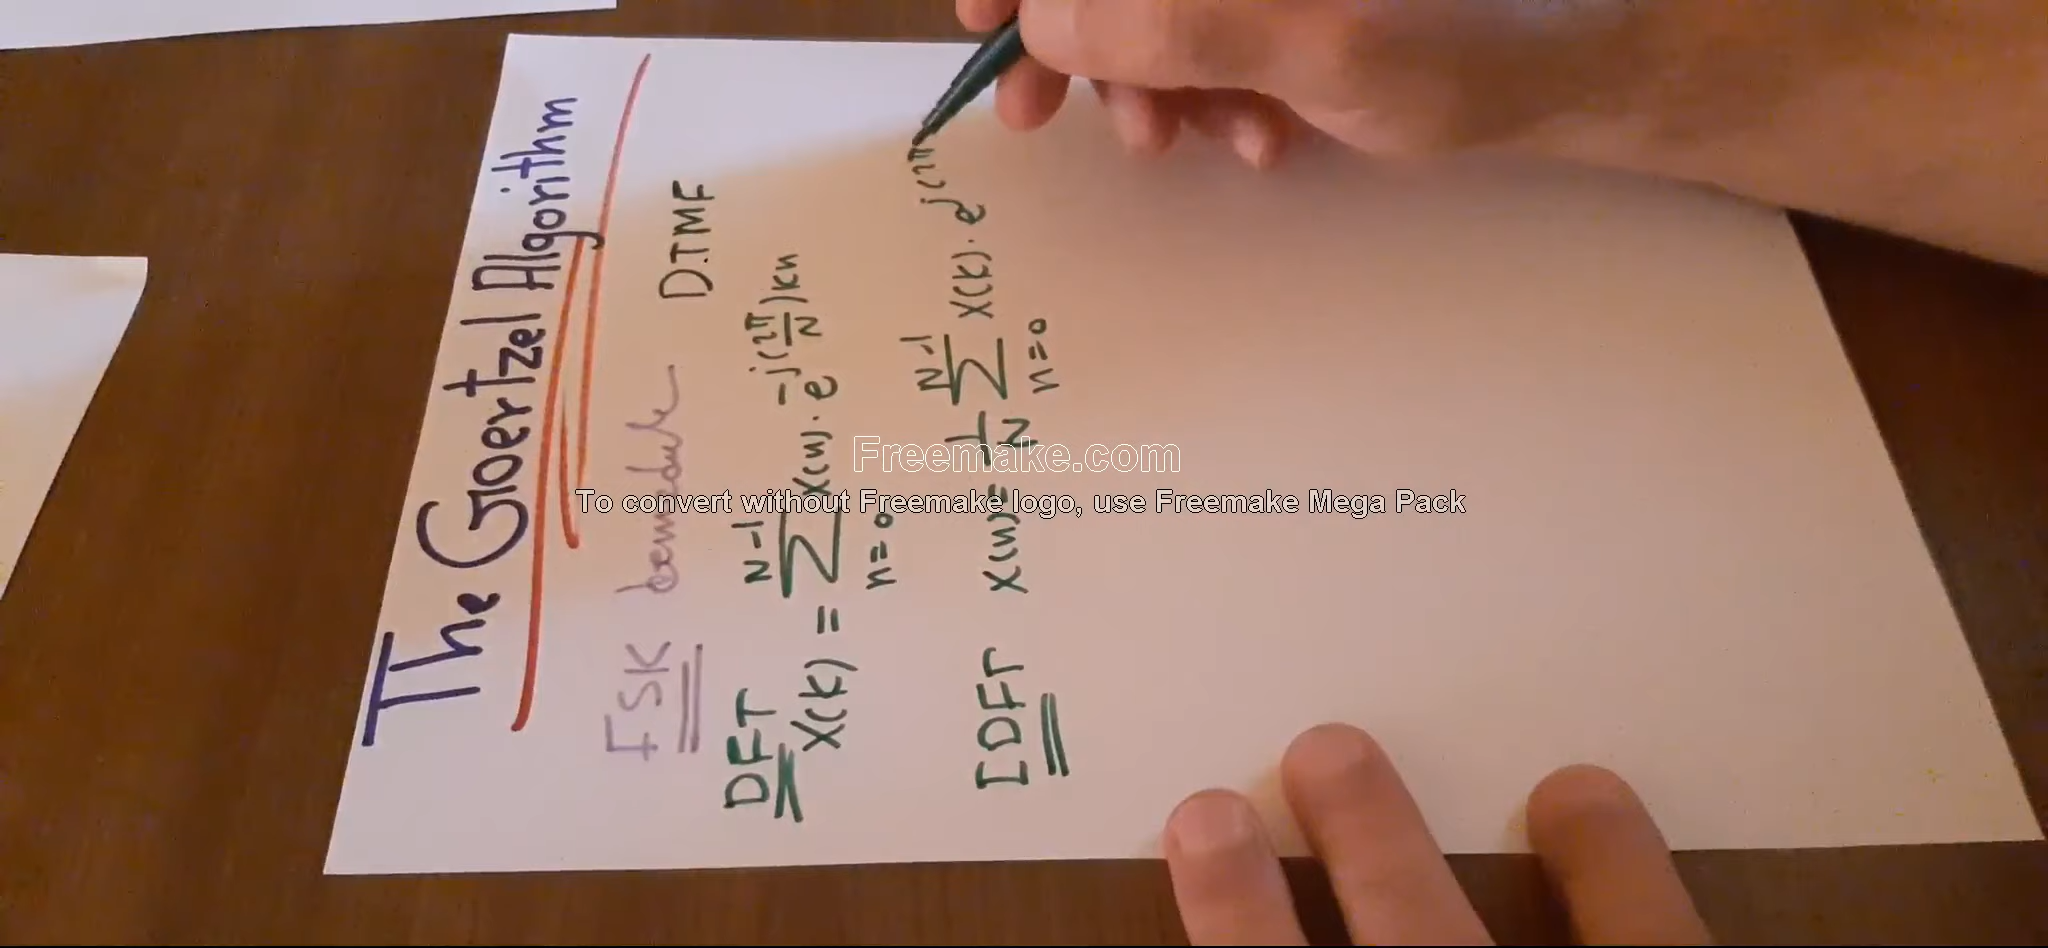 The Goertzel Algorithm
FSK DTMF
DFT
N-1
X(k) = ∑ x(n) · e^-j(2π/N)kn
n=0
N-1
IDFT x(n) = 1/N ∑ X(k) · e^j(2π
n=0
Freemake.com
To convert without Freemake logo, use Freemake Mega Pack